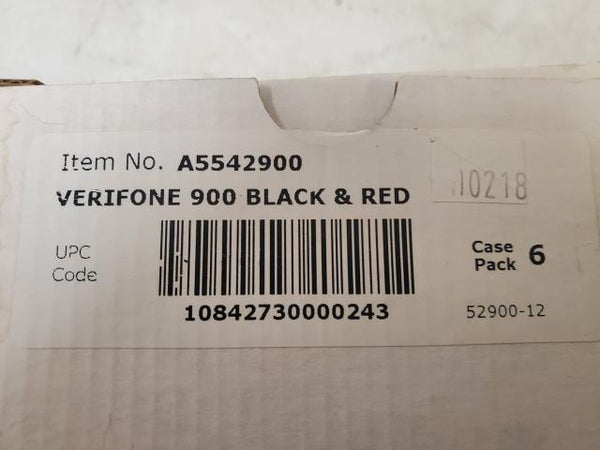 Item No. A5542900
VERIFONE 900 BLACK & RED
10218
UPC
Code
Case
Pack 6
10842730000243
52900-12